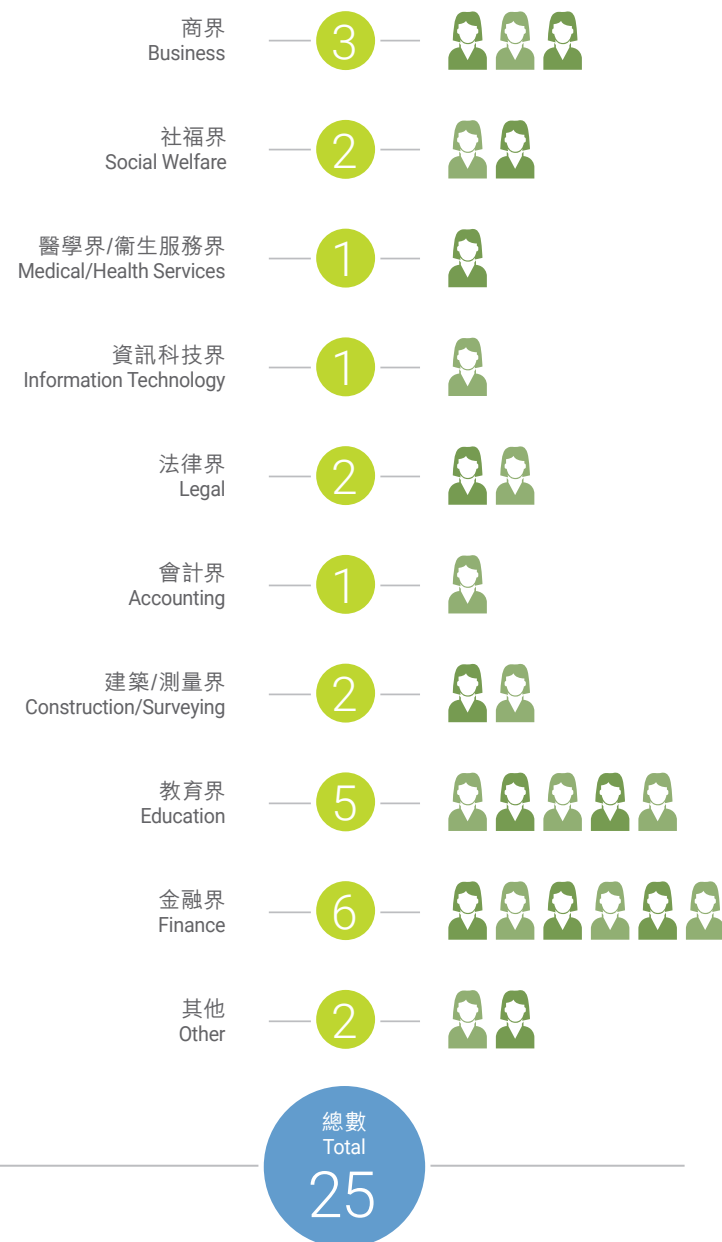 商界
Business
3
社福界
Social Welfare
2
醫學界/衞生服務界
Medical/Health Services
1
資訊科技界
Information Technology
1
法律界
Legal
2
會計界
Accounting
1
建築/測量界
Construction/Surveying
2
教育界
Education
5
金融界
Finance
6
其他
Other
2
總數
Total
25